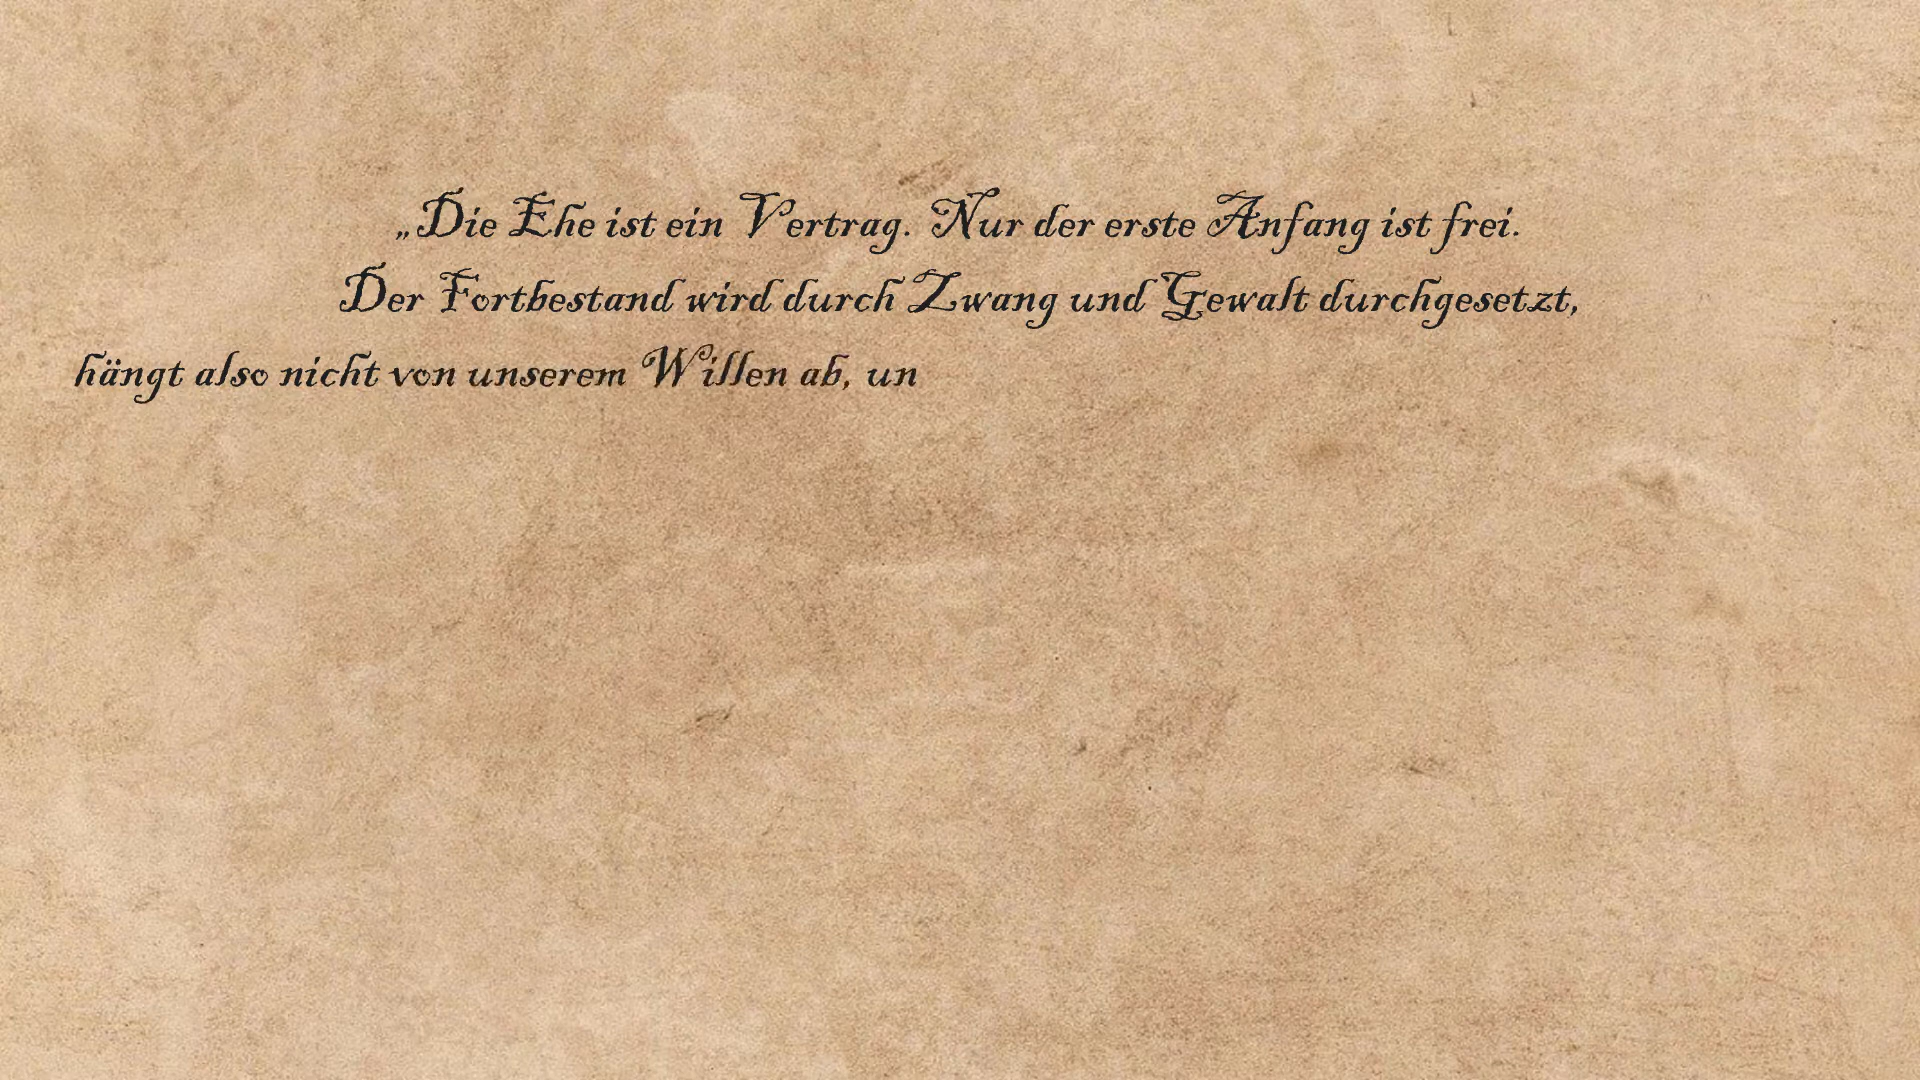 „Die Ehe ist ein Vertrag. Nur der erste Anfang ist frei.
Der Fortbestand wird durch Zwang und Gewalt durchgesetzt,
hängt also nicht von unserem Willen ab, un